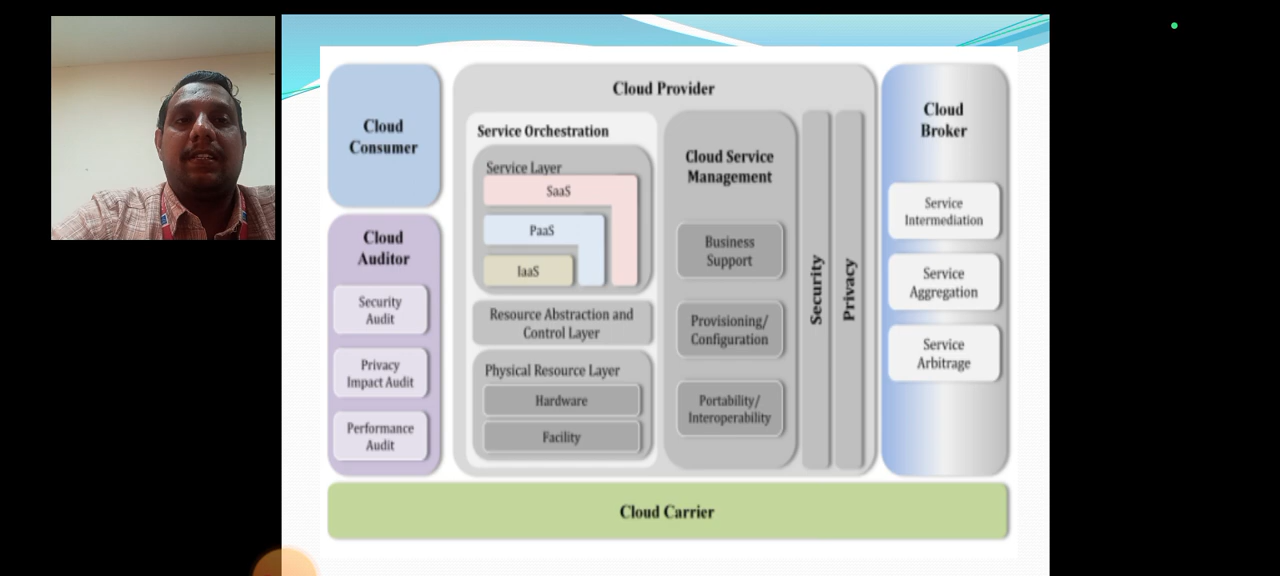 Cloud
Consumer
Cloud
Auditor
Security
Audit
Privacy
Impact Audit
Performance
Audit
Cloud Provider
Service Orchestration
Service Layer
SaaS
PaaS
IaaS
Resource Abstraction and
Control Layer
Physical Resource Layer
Hardware
Facility
Cloud Service
Management
Business
Support
Provisioning/
Configuration
Portability/
Interoperability
Security
Privacy
Cloud
Broker
Service
Intermediation
Service
Aggregation
Service
Arbitrage
Cloud Carrier